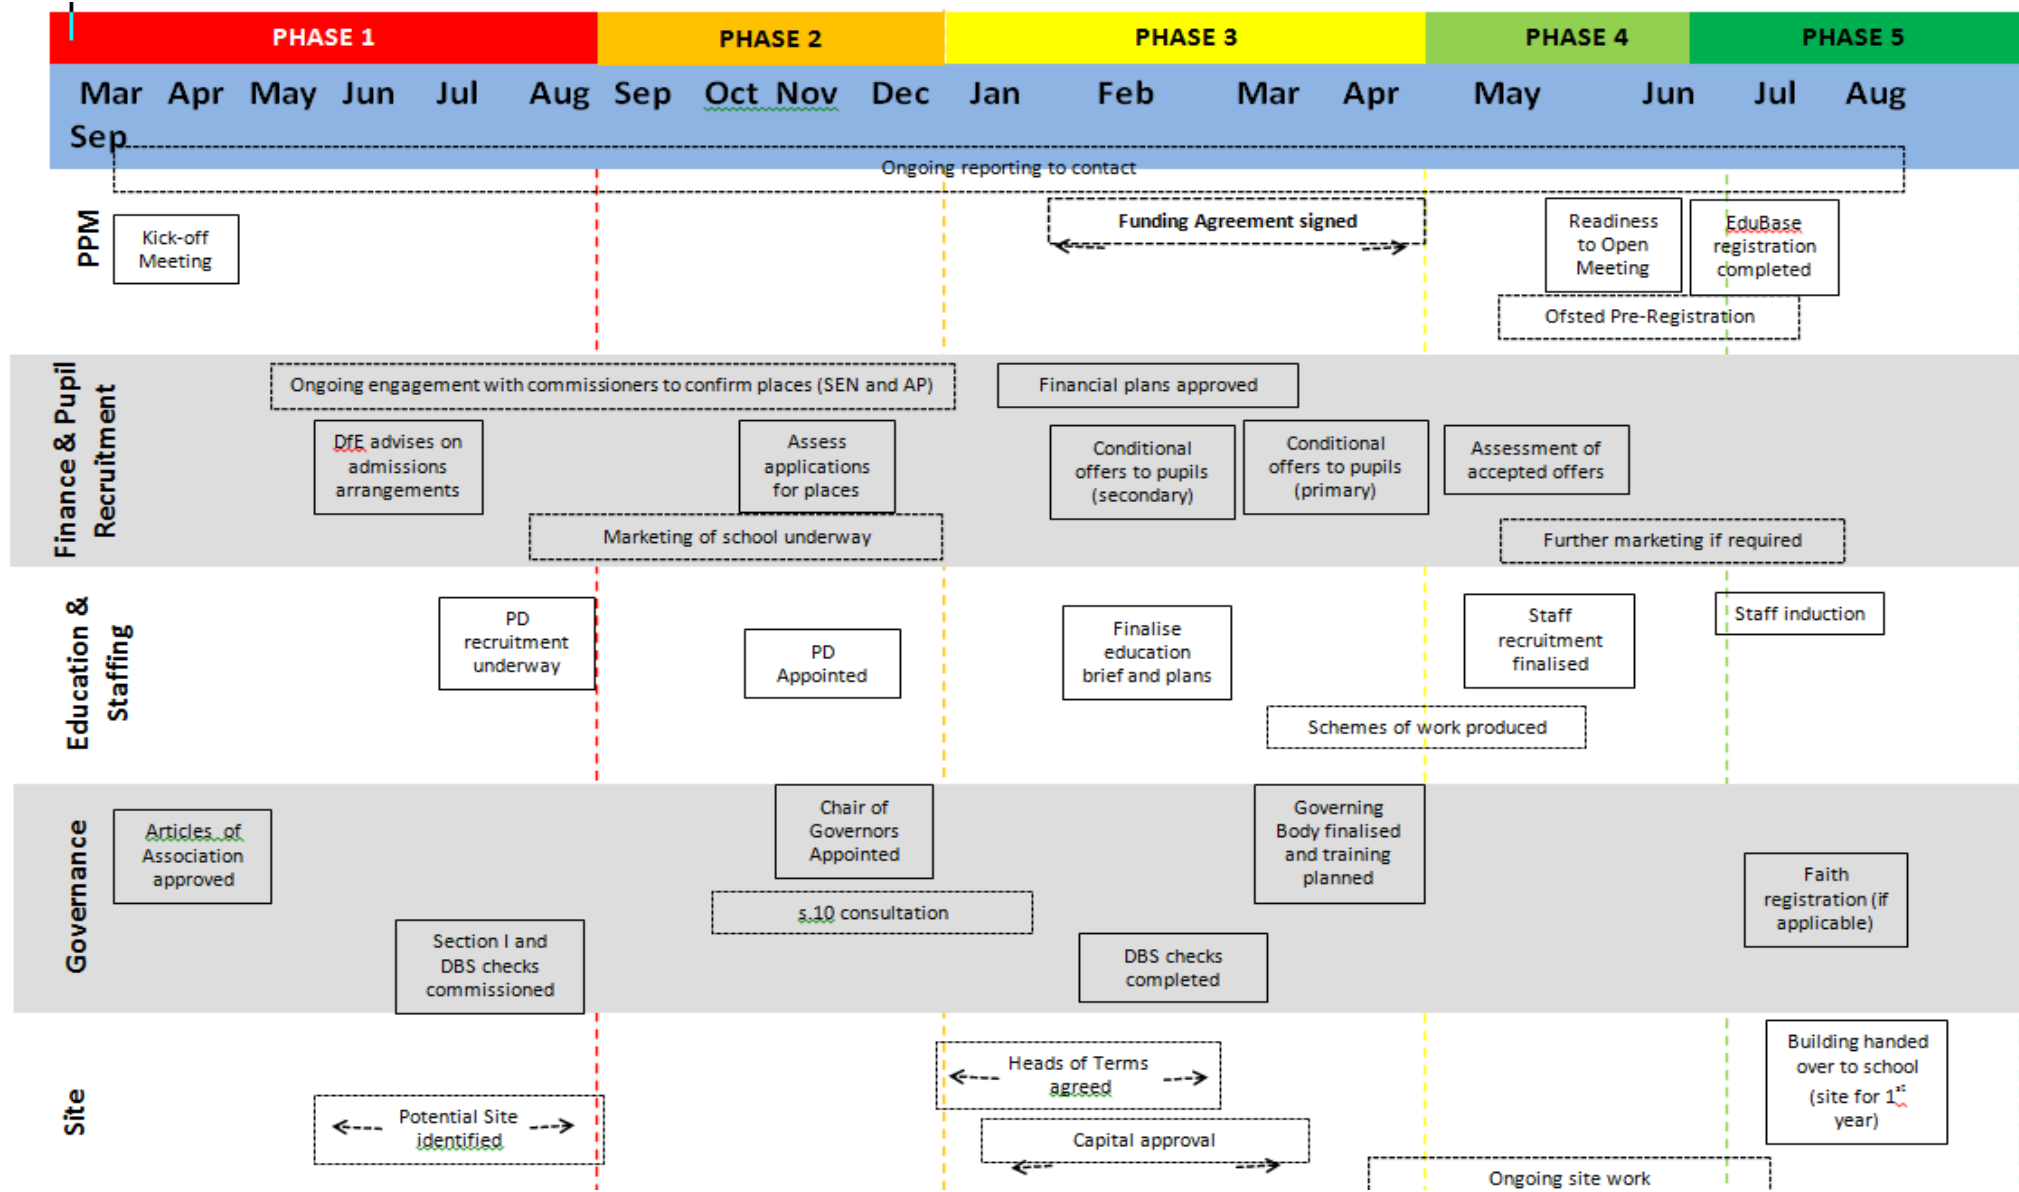 PHASE 1 PHASE 2 PHASE 3 PHASE 4 PHASE 5
Mar Apr May Jun Jul Aug Sep Oct Nov Dec Jan Feb Mar Apr May Jun Jul Aug
Sep
Ongoing reporting to contact
PPM
Kick-off
Meeting
Funding Agreement signed
Readiness
to Open
Meeting
EduBase
registration
completed
Ofsted Pre-Registration
Finance & Pupil
Recruitment
Ongoing engagement with commissioners to confirm places (SEN and AP)
Financial plans approved
DfE advises on
admissions
arrangements
Assess
applications
for places
Conditional
offers to pupils
(secondary)
Conditional
offers to pupils
(primary)
Assessment of
accepted offers
Marketing of school underway
Further marketing if required
Education &
Staffing
PD
recruitment
underway
PD
Appointed
Finalise
education
brief and plans
Staff
recruitment
finalised
Staff induction
Schemes of work produced
Governance
Articles of
Association
approved
Chair of
Governors
Appointed
Governing
Body finalised
and training
planned
Faith
registration (if
applicable)
s.10 consultation
Section I and
DBS checks
commissioned
DBS checks
completed
Site
Potential Site
identified
Heads of Terms
agreed
Capital approval
Building handed
over to school
(site for 1st
year)
Ongoing site work